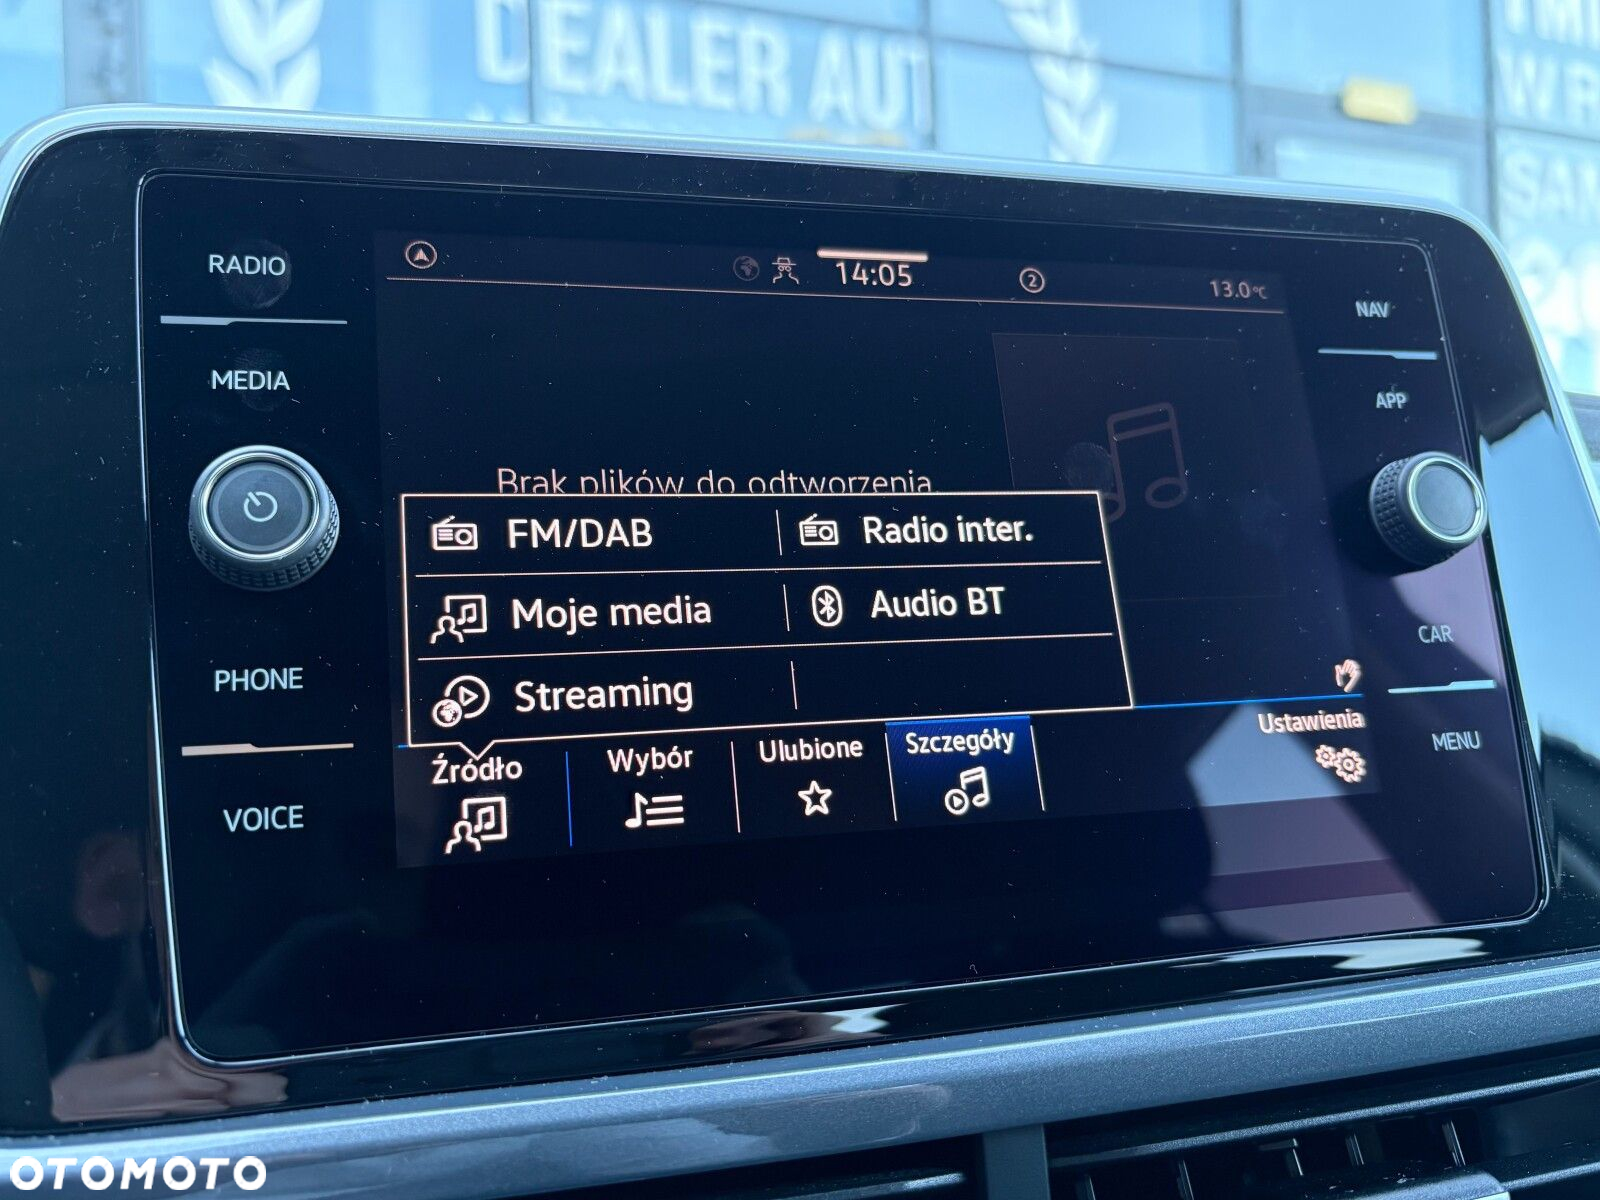 DEALER AUT
RADIO
MEDIA
PHONE
VOICE
14:05
2
13.0°C
NAV
APP
CAR
MENU
Brak plików do odtworzenia.
FM/DAB
Radio inter.
Moje media
Audio BT
Streaming
Źródło
Wybór
Ulubione
Szczegóły
Ustawienia
OTOMOTO